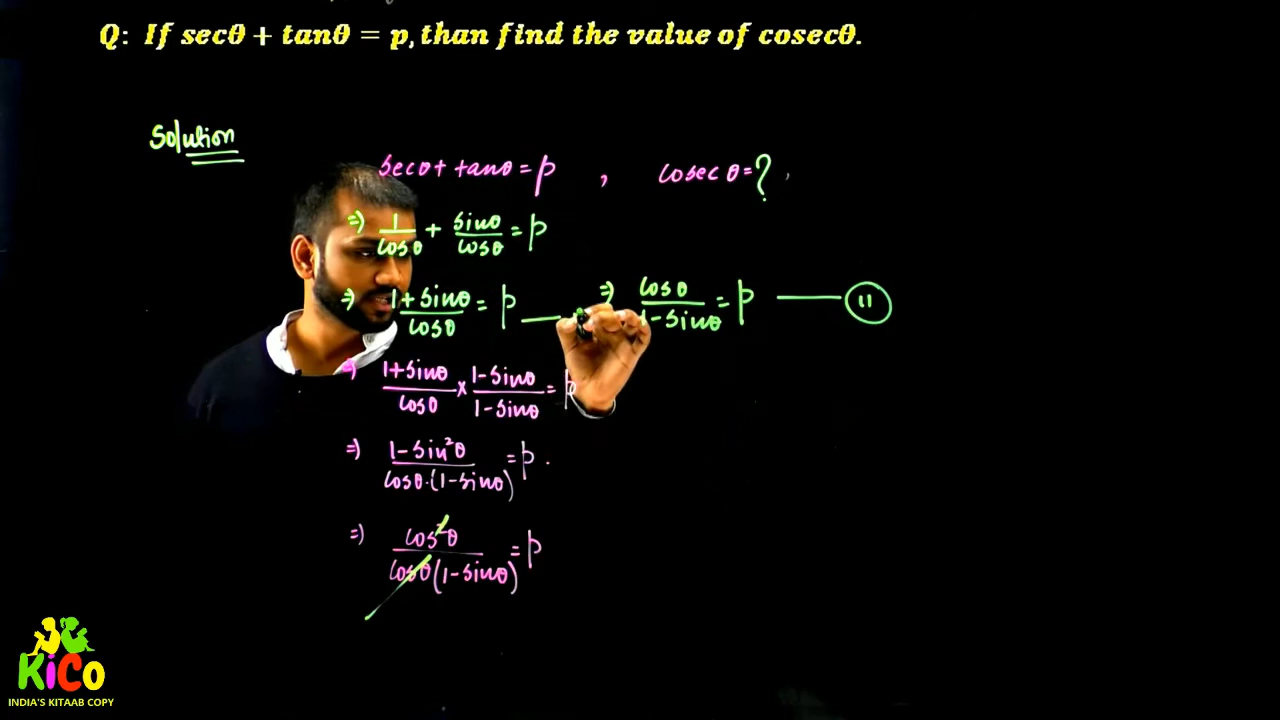 Q: If secθ + tanθ = p, than find the value of cosecθ.
Solution
secθ + tanθ = p , cosec θ = ?
⇒ 1/cosθ + sinθ/cosθ = p
⇒ 1+sinθ/cosθ = p — ⇒ cosθ/1-sinθ = p — (11)
⇒ 1+sinθ/cosθ × 1-sinθ/1-sinθ = p
⇒ 1-sin²θ/cosθ·(1-sinθ) = p.
⇒ cos²θ/cosθ(1-sinθ) = p
KiCo
INDIA'S KITAAB COPY